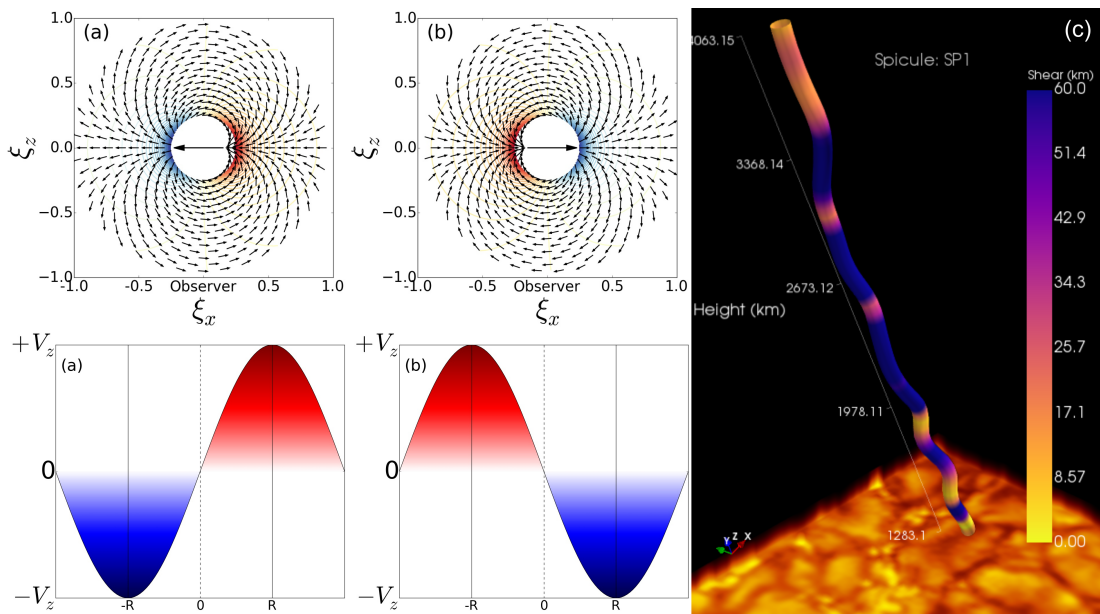 (a)
1.0
0.5
0.0
-0.5
-1.0
ξz
-1.0 -0.5 Observer 0.5 1.0
ξx
(b)
1.0
0.5
0.0
-0.5
-1.0
ξz
-1.0 -0.5 Observer 0.5 1.0
ξx
+Vz
(a)
0
−Vz
-R 0 R
+Vz
(b)
0
−Vz
-R 0 R
(c)
4063.15
Spicule: SP1
Shear (km)
60.0
51.4
42.9
34.3
25.7
17.1
8.57
0.00
3368.14
2673.12
Height (km)
1978.11
1283.1
Y Z X